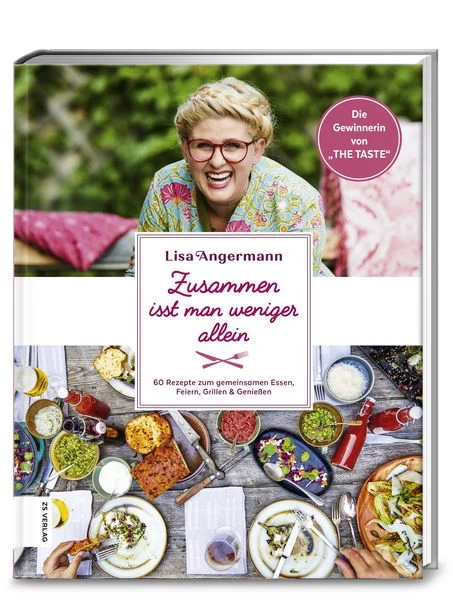 Die
Gewinnerin
von
„THE TASTE“
Lisa Angermann
Zusammen
isst man weniger
allein
60 Rezepte zum gemeinsamen Essen,
Feiern, Grillen & Genießen
ZS VERLAG